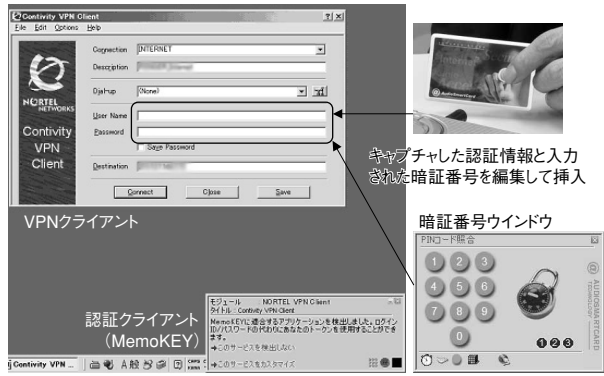 Contivity VPN Client
File Edit Options Help
Connection
INTERNET
Description
Dial-up
(None)
User Name
Password
Save Password
Destination
Connect
Close
Save
NORTEL
NETWORKS
Contivity
VPN
Client
VPNクライアント
AudioSmartCard
キャプチャした認証情報と入力
された暗証番号を編集して挿入
暗証番号ウインドウ
PINコード照合
1 2 3
4 5 6
7 8 9
0
AUDIOSMARTCARD
TECHNOLOGY
1 2 3
認証クライアント
(MemoKEY)
モジュール : NORTEL VPN Client
タイトル : Contivity VPN Client
MemoKEYに適合するアプリケーションを検出しました。ログイン
ID/パスワードの代わりにあなたのトークンを使用することができ
ます。
→このサービスを検出しない
→このサービスをカスタマイズ
Contivity VPN ...
A 般
CAPS
KANA